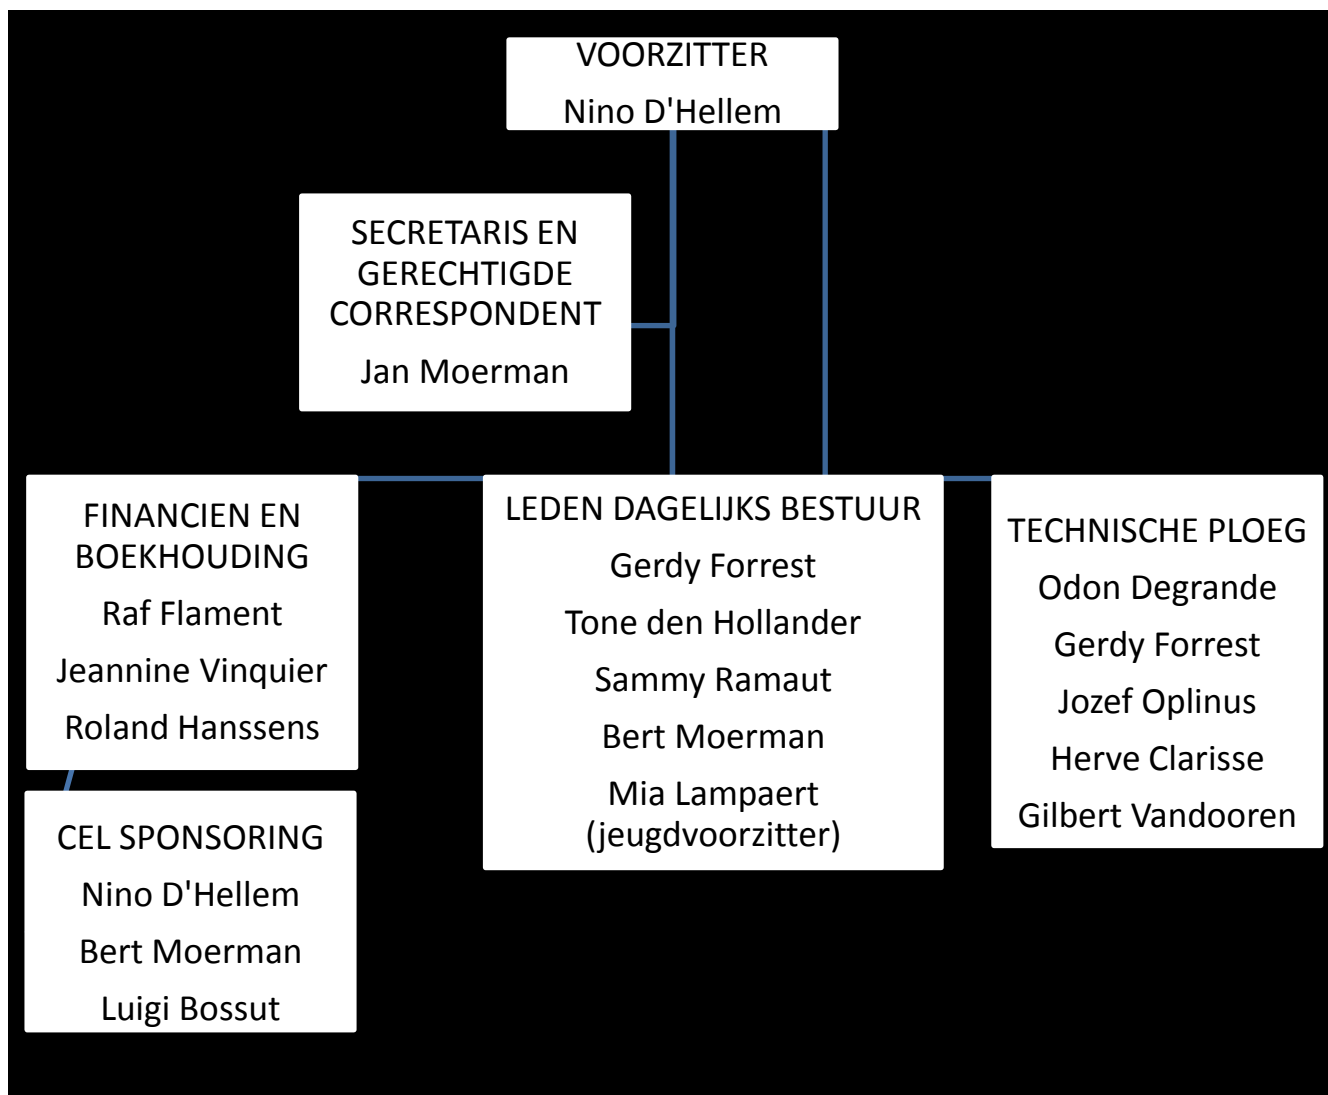 VOORZITTER
Nino D'Hellem
SECRETARIS EN
GERECHTIGDE
CORRESPONDENT
Jan Moerman
FINANCIEN EN
BOEKHOUDING
Raf Flament
Jeannine Vinquier
Roland Hanssens
LEDEN DAGELIJKS BESTUUR
Gerdy Forrest
Tone den Hollander
Sammy Ramaut
Bert Moerman
Mia Lampaert
(jeugdvoorzitter)
TECHNISCHE PLOEG
Odon Degrande
Gerdy Forrest
Jozef Oplinus
Herve Clarisse
Gilbert Vandooren
CEL SPONSORING
Nino D'Hellem
Bert Moerman
Luigi Bossut